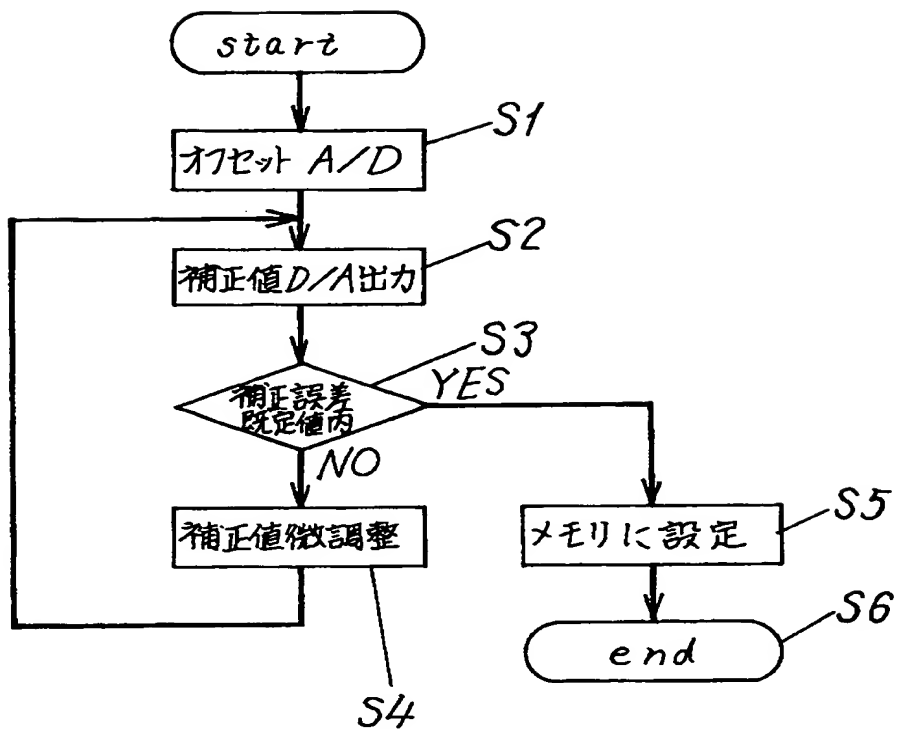 start
S1
オフセット A/D
S2
補正値D/A出力
S3
YES
補正誤差
既定値内
NO
補正値微調整
S4
S5
メモリに設定
S6
end